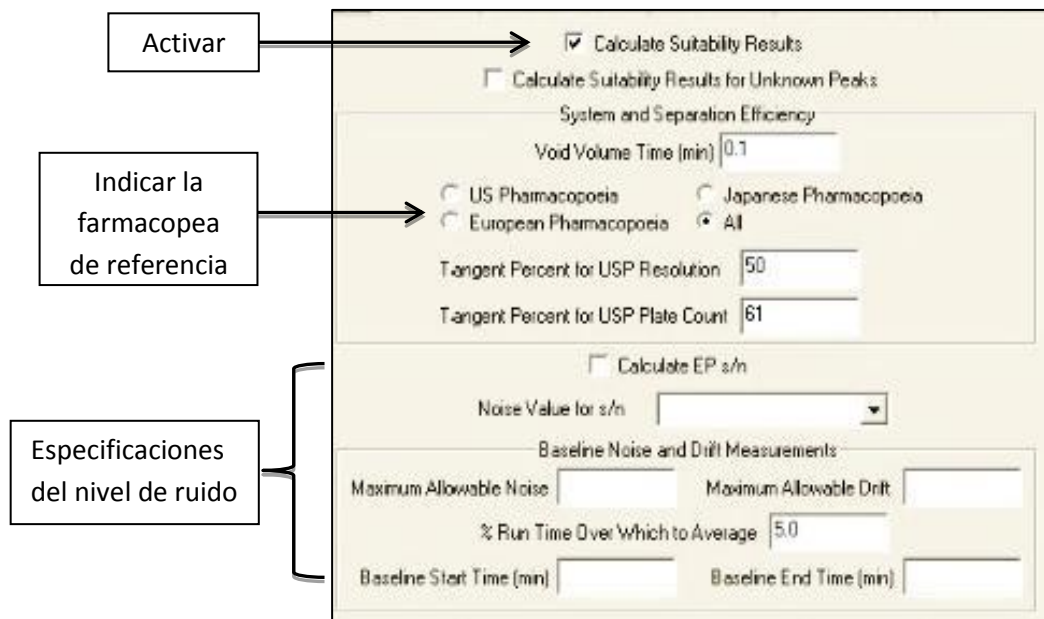 Activar
Calculate Suitability Results
Calculate Suitability Results for Unknown Peaks
System and Separation Efficiency
Void Volume Time (min) 0.1
Indicar la
farmacopea
de referencia
US Pharmacopoeia Japanese Pharmacopoeia
European Pharmacopoeia All
Tangent Percent for USP Resolution 50
Tangent Percent for USP Plate Count 61
Calculate EP s/n
Noise Value for s/n
Especificaciones
del nivel de ruido
Baseline Noise and Drift Measurements
Maximum Allowable Noise Maximum Allowable Drift
% Run Time Over Which to Average 5.0
Baseline Start Time (min) Baseline End Time (min)